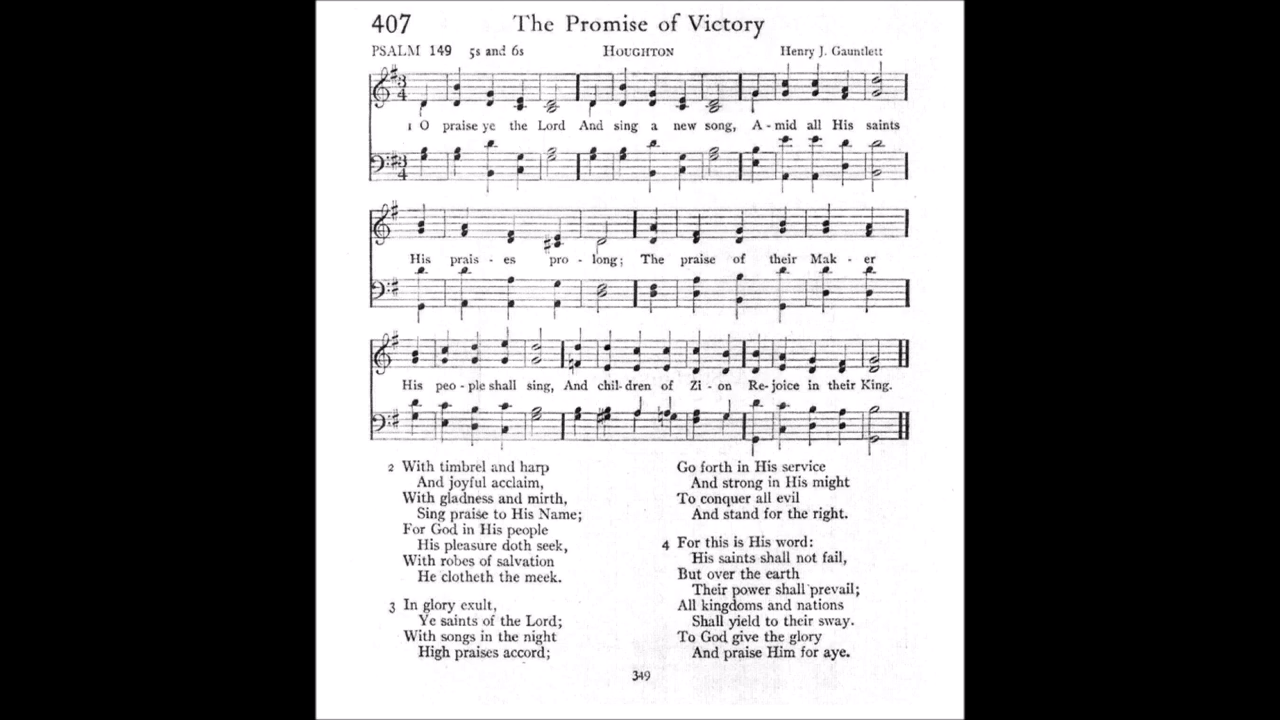 407 The Promise of Victory
PSALM 149 5s and 6s HOUGHTON Henry J. Gauntlett
1 O praise ye the Lord And sing a new song, A - mid all His saints
His prais - es pro - long; The praise of their Mak - er
His peo - ple shall sing, And chil - dren of Zi - on Re - joice in their King.
2 With timbrel and harp
And joyful acclaim,
With gladness and mirth,
Sing praise to His Name;
For God in His people
His pleasure doth seek,
With robes of salvation
He clotheth the meek.
3 In glory exult,
Ye saints of the Lord;
With songs in the night
High praises accord;
Go forth in His service
And strong in His might
To conquer all evil
And stand for the right.
4 For this is His word:
His saints shall not fail,
But over the earth
Their power shall prevail;
All kingdoms and nations
Shall yield to their sway.
To God give the glory
And praise Him for aye.
349